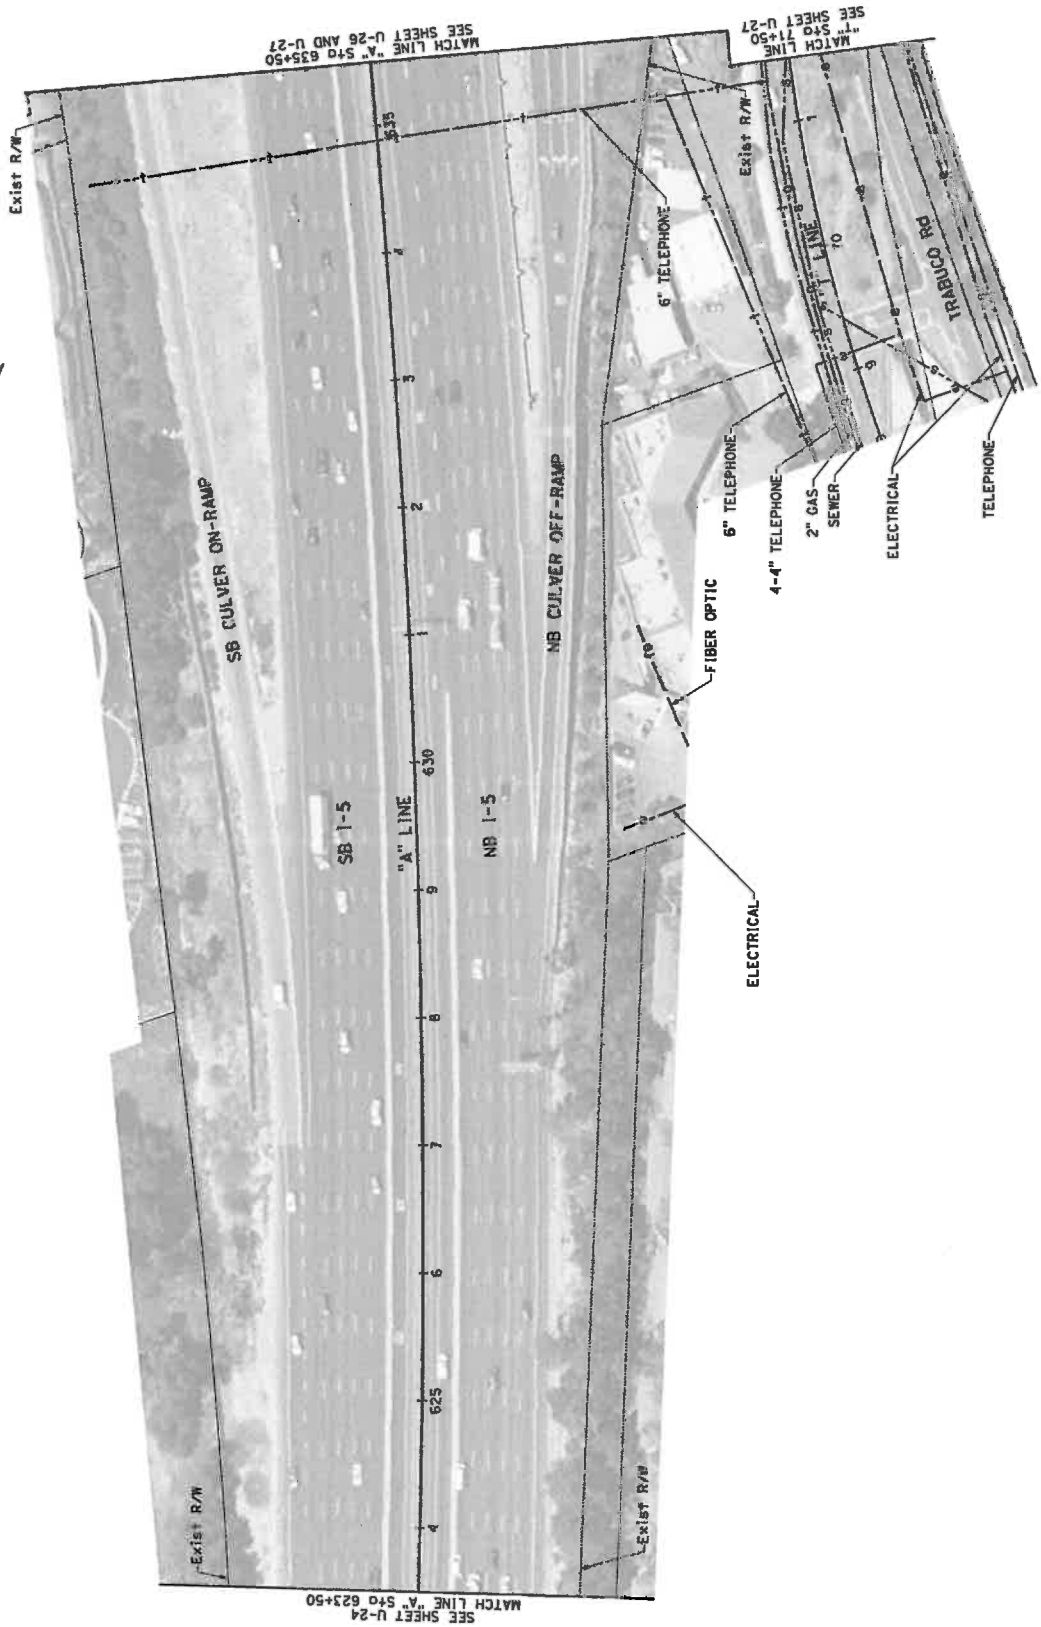 Exist R/W
MATCH LINE "A" Sta 635+50
SEE SHEET U-26 AND U-27
MATCH LINE
"T" Sta 71+50
SEE SHEET U-27
635
4
3
2
1
630
9
8
7
6
625
4
SB CULVER ON-RAMP
SB I-5
"A" LINE
NB I-5
NB CULVER OFF-RAMP
6" TELEPHONE
Exist R/W
1
"T" LINE
70
9
TRABUCO Rd
6" TELEPHONE
4-4" TELEPHONE
2" GAS
SEWER
ELECTRICAL
TELEPHONE
FIBER OPTIC
ELECTRICAL
Exist R/W
Exist R/W
MATCH LINE "A" Sta 623+50
SEE SHEET U-24